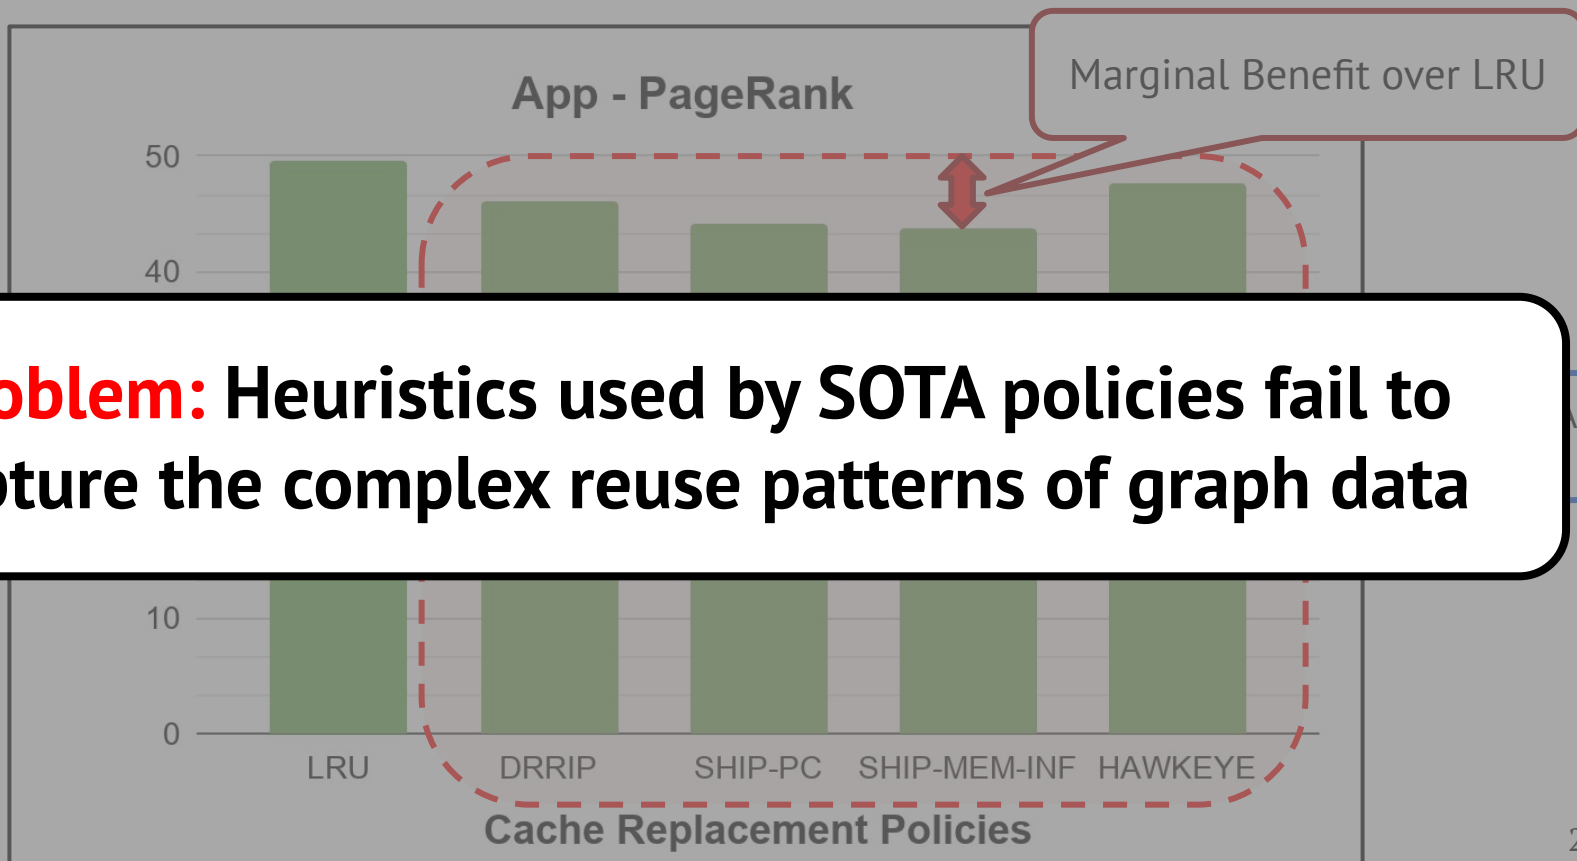 App - PageRank
Marginal Benefit over LRU
50
40
oblem: Heuristics used by SOTA policies fail to
pture the complex reuse patterns of graph data
10
0
LRU DRRIP SHIP-PC SHIP-MEM-INF HAWKEYE
Cache Replacement Policies